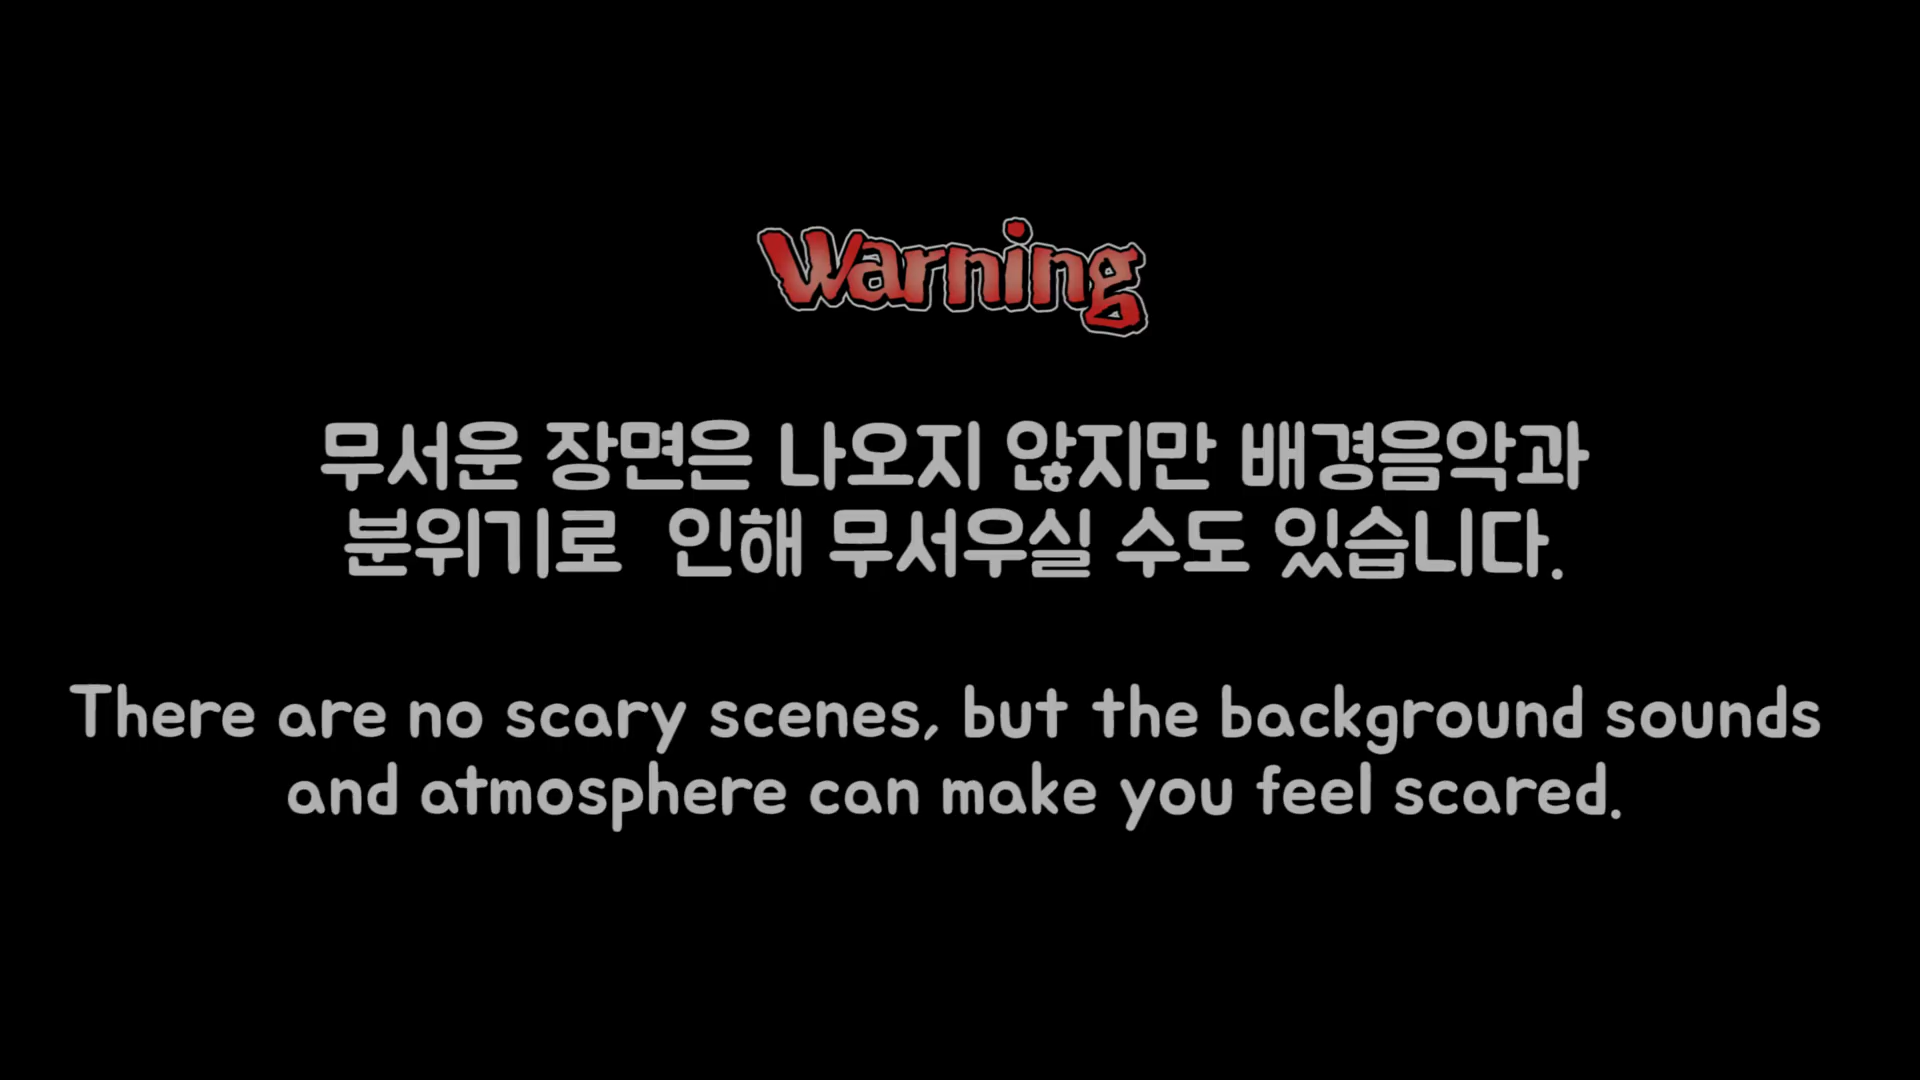 Warning
무서운 장면은 나오지 않지만 배경음악과
분위기로 인해 무서우실 수도 있습니다.
There are no scary scenes, but the background sounds
and atmosphere can make you feel scared.